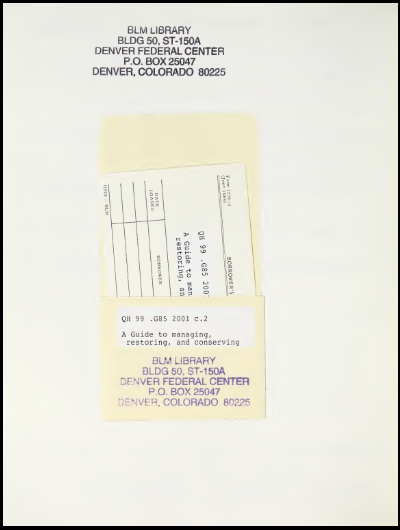 BLM LIBRARY
BLDG 50, ST-150A
DENVER FEDERAL CENTER
P.O. BOX 25047
DENVER, COLORADO 80225
BORROWER'S
QH 99 .G85 200
A Guide to man
restoring, an
DATE
LOANED
BORROWER
USDI - BLM
QH 99 .G85 2001 c.2
A Guide to managing,
restoring, and conserving
BLM LIBRARY
BLDG 50, ST-150A
DENVER FEDERAL CENTER
P.O. BOX 25047
DENVER, COLORADO 80225